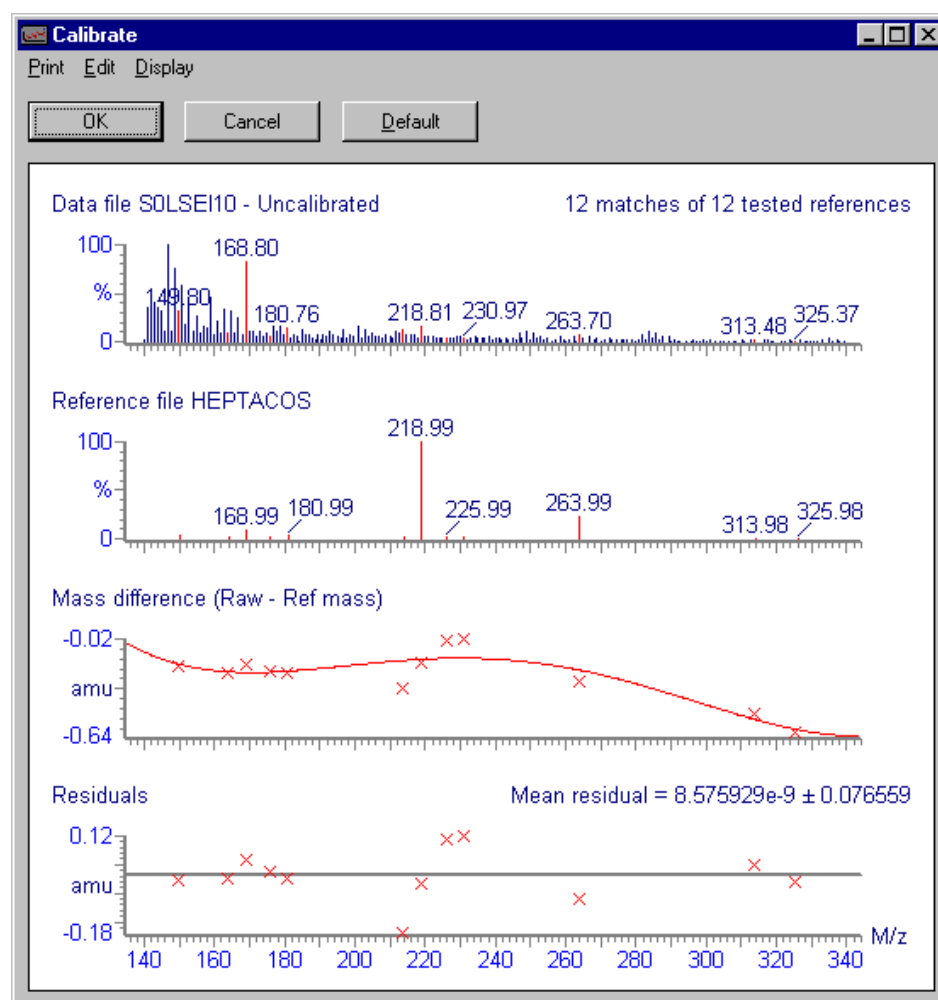 Calibrate
Print Edit Display
OK Cancel Default
Data file S0LSEI10 - Uncalibrated 12 matches of 12 tested references
100
%
0
149.80 168.80 180.76 218.81 230.97 263.70 313.48 325.37
Reference file HEPTACOS
100
%
0
168.99 180.99 218.99 225.99 263.99 313.98 325.98
Mass difference (Raw - Ref mass)
-0.02
amu
-0.64
Residuals Mean residual = 8.575929e-9 ± 0.076559
0.12
amu
-0.18
M/z
140 160 180 200 220 240 260 280 300 320 340